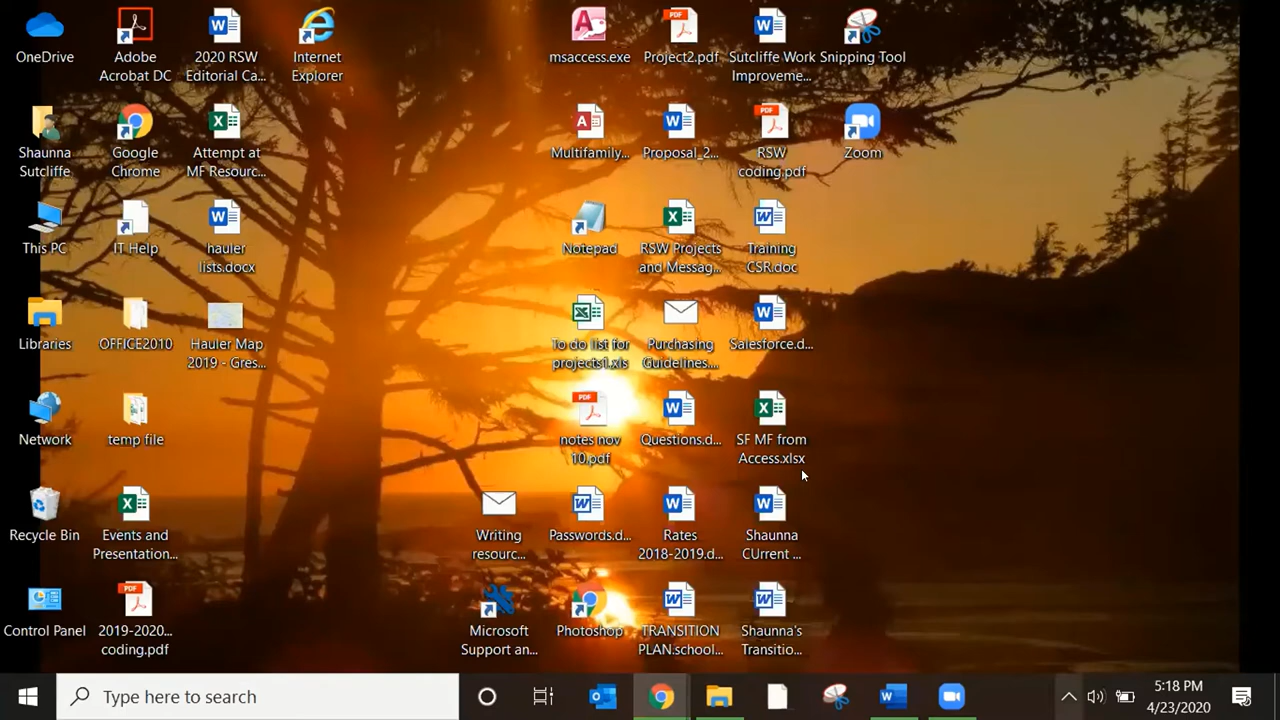 OneDrive
Adobe
Acrobat DC
2020 RSW
Editorial Ca...
Internet
Explorer
msaccess.exe
Project2.pdf
Sutcliffe Work
Improveme...
Snipping Tool
Shaunna
Sutcliffe
Google
Chrome
Attempt at
MF Resourc...
Multifamily...
Proposal_2...
RSW
coding.pdf
Zoom
This PC
IT Help
hauler
lists.docx
Notepad
RSW Projects
and Messag...
Training
CSR.doc
Libraries
OFFICE2010
Hauler Map
2019 - Gres...
To do list for
projects1.xls
Purchasing
Guidelines....
Salesforce.d...
Network
temp file
notes nov
10.pdf
Questions.d...
SF MF from
Access.xlsx
Recycle Bin
Events and
Presentation...
Writing
resourc...
Passwords.d...
Rates
2018-2019.d...
Shaunna
CUrrent ...
Control Panel
2019-2020...
coding.pdf
Microsoft
Support an...
Photoshop
TRANSITION
PLAN.school...
Shaunna's
Transitio...
Type here to search
5:18 PM
4/23/2020